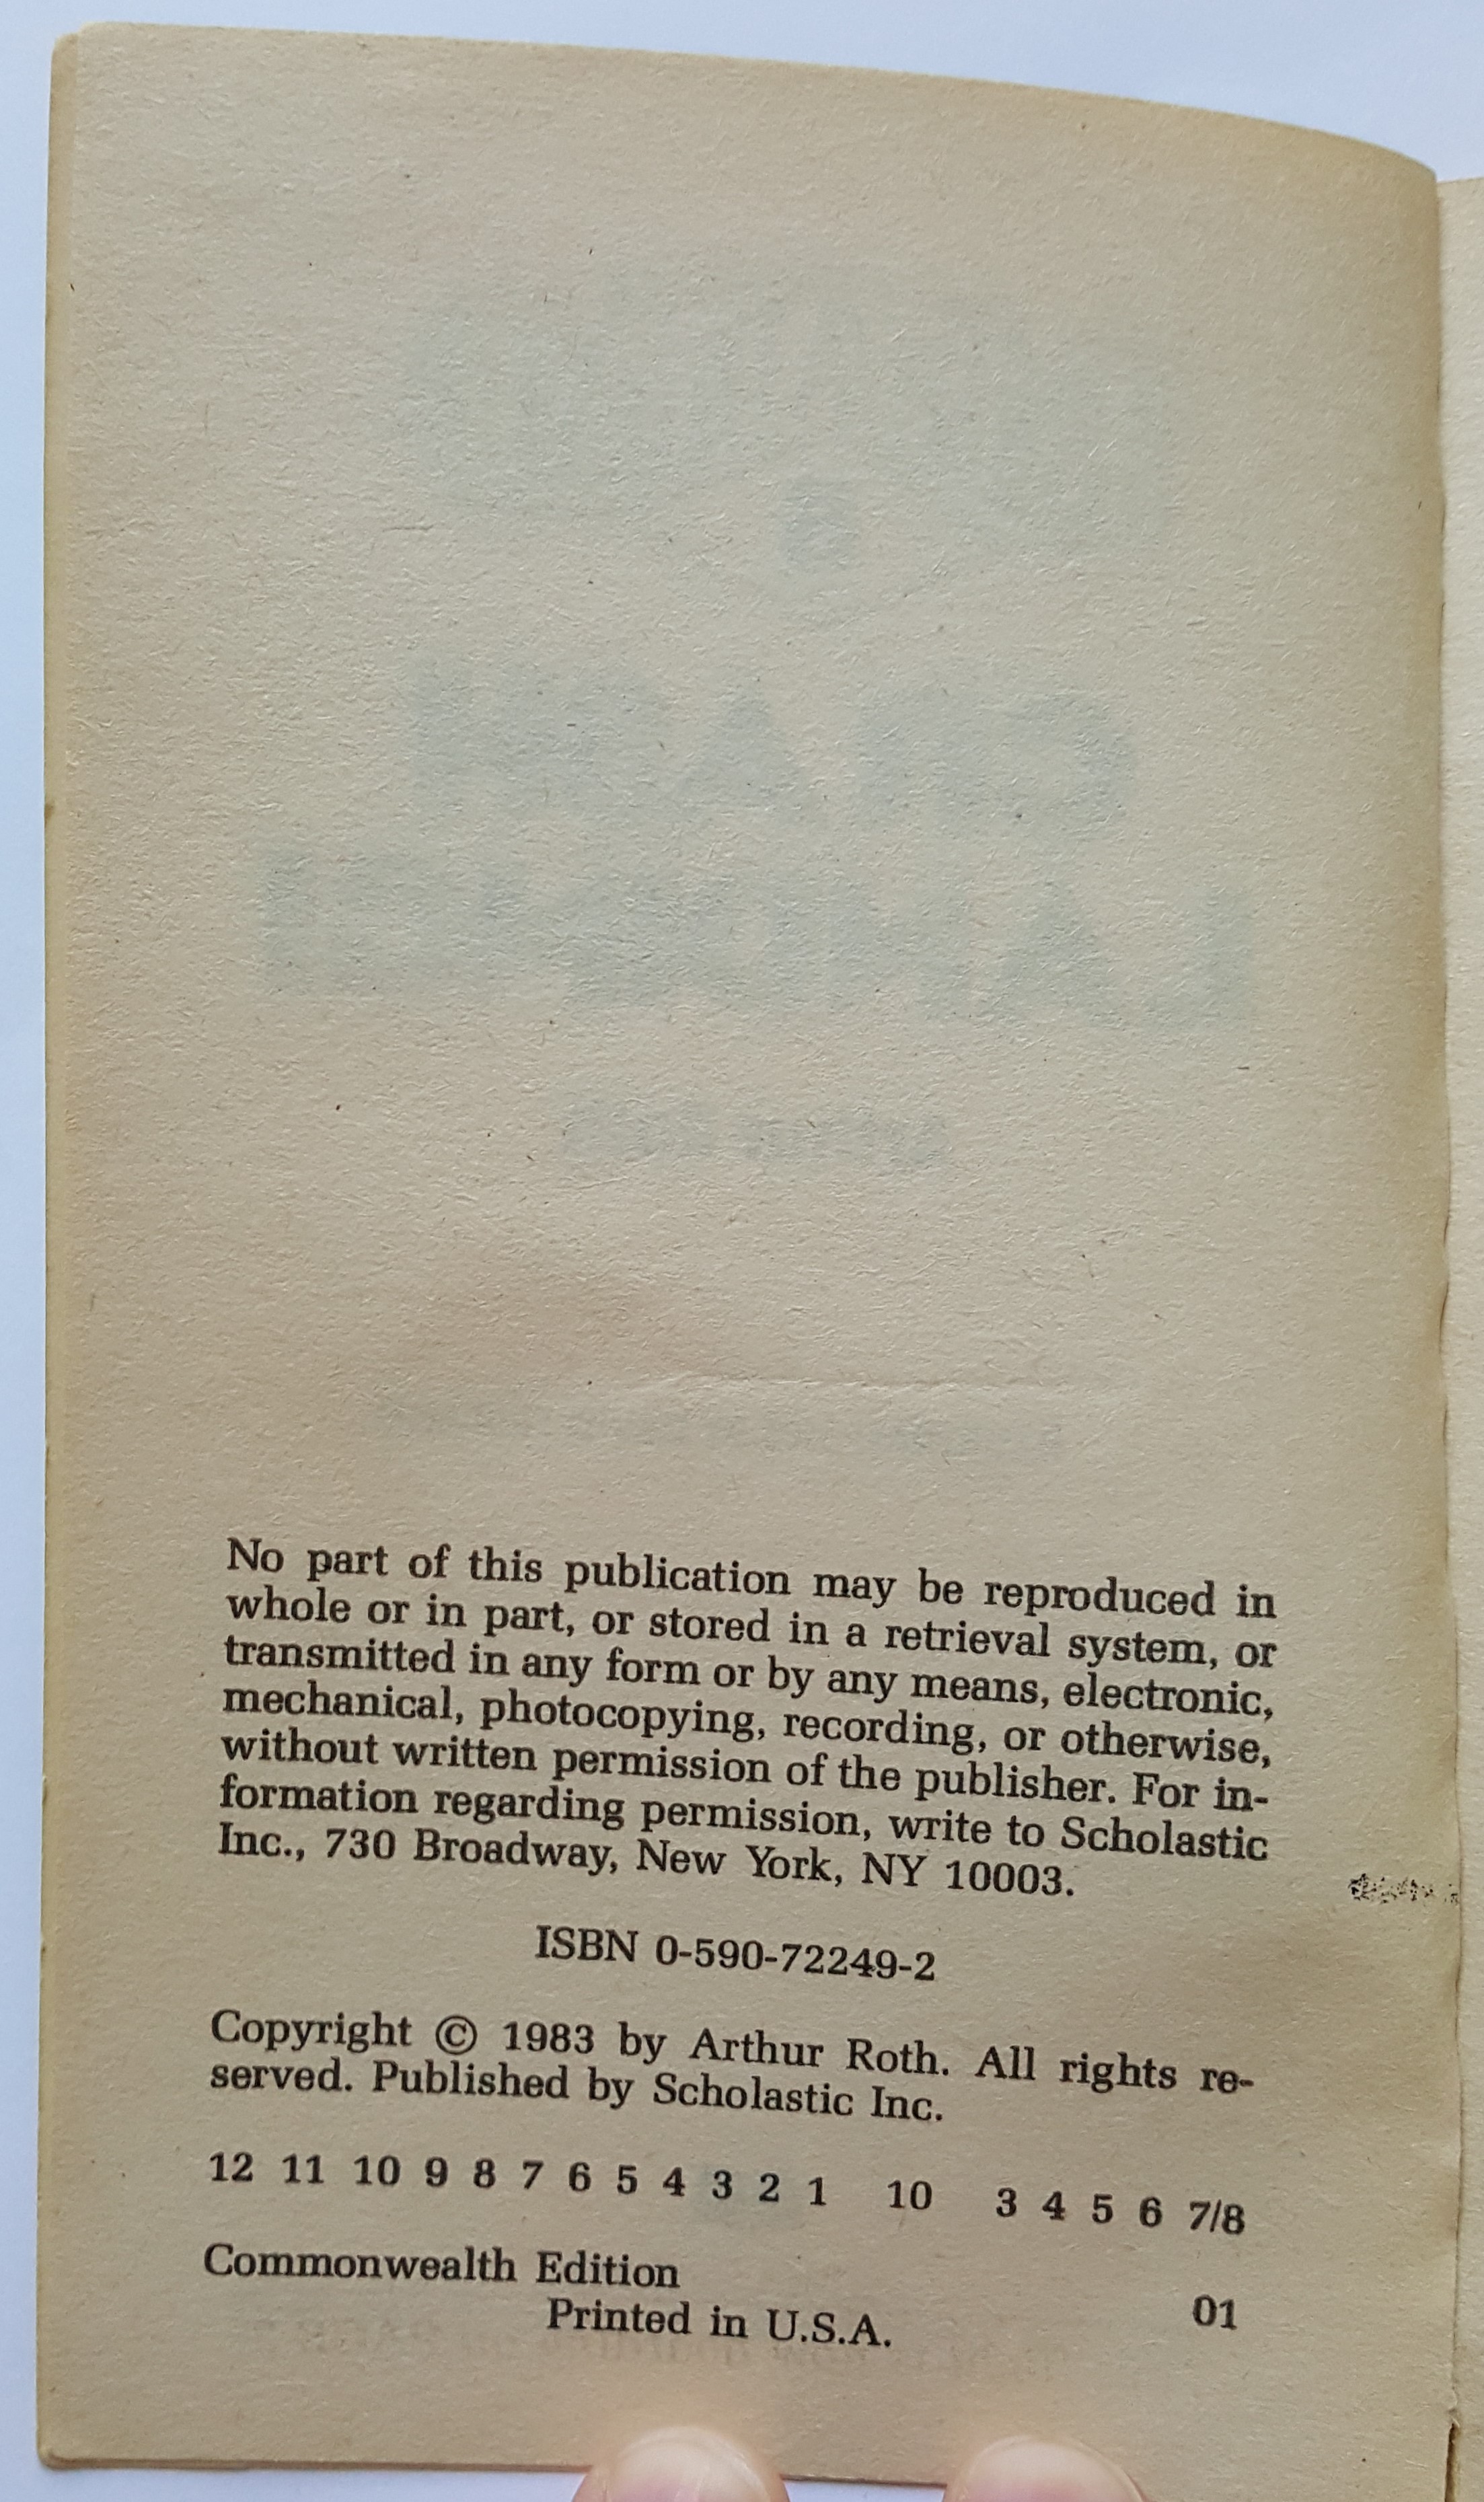 No part of this publication may be reproduced in
whole or in part, or stored in a retrieval system, or
transmitted in any form or by any means, electronic,
mechanical, photocopying, recording, or otherwise,
without written permission of the publisher. For in-
formation regarding permission, write to Scholastic
Inc., 730 Broadway, New York, NY 10003.
ISBN 0-590-72249-2
Copyright © 1983 by Arthur Roth. All rights re-
served. Published by Scholastic Inc.
12 11 10 9 8 7 6 5 4 3 2 1 10 3 4 5 6 7/8
Commonwealth Edition
Printed in U.S.A. 01